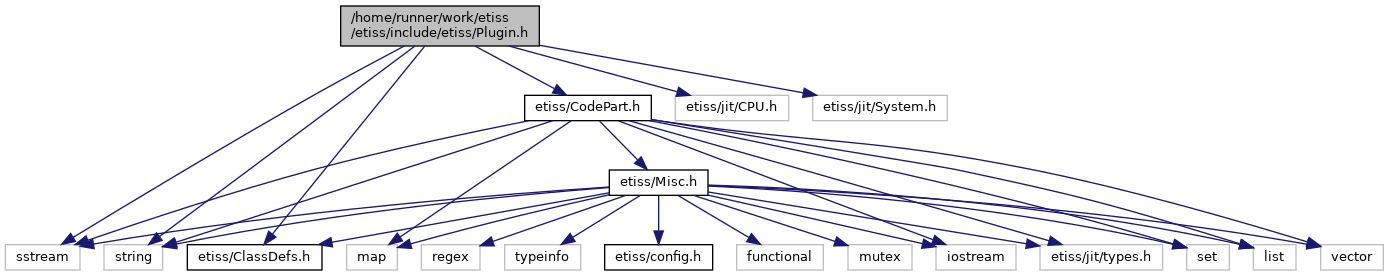 /home/runner/work/etiss
/etiss/include/etiss/Plugin.h
etiss/CodePart.h
etiss/jit/CPU.h
etiss/jit/System.h
etiss/Misc.h
sstream
string
etiss/ClassDefs.h
map
regex
typeinfo
etiss/config.h
functional
mutex
iostream
etiss/jit/types.h
set
list
vector